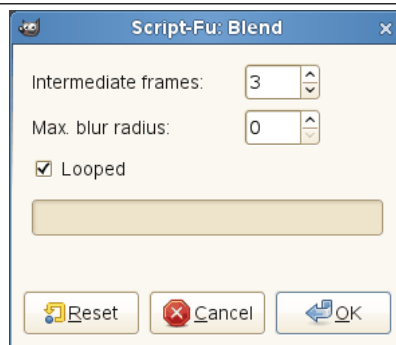 Script-Fu: Blend
Intermediate frames: 3
Max. blur radius: 0
Looped
Reset Cancel OK